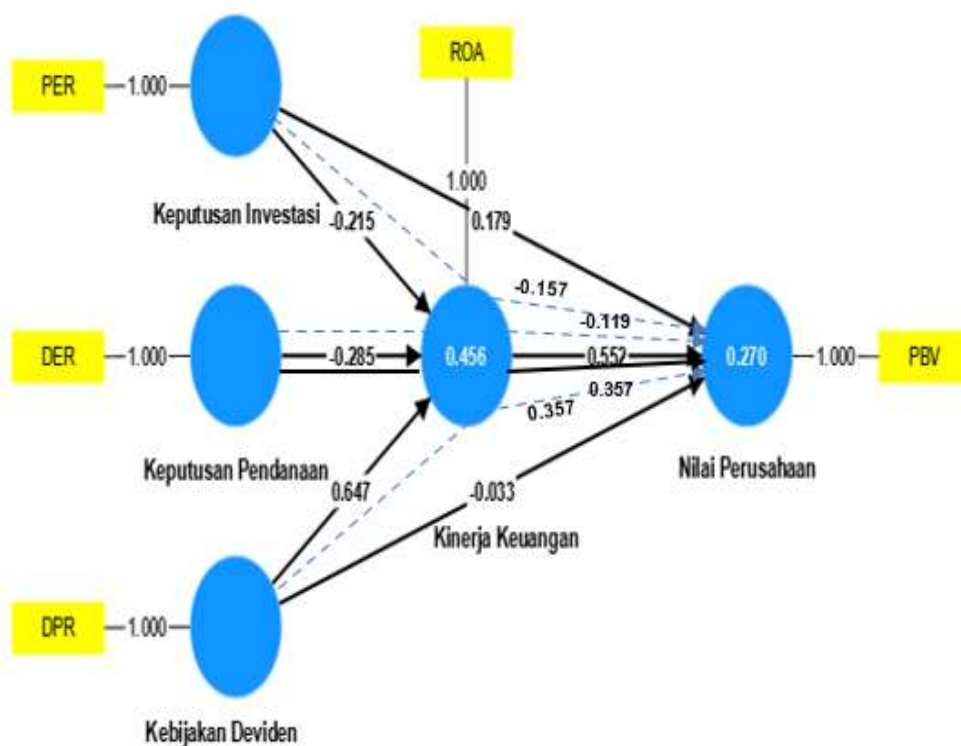 ROA
PER
1.000
1.000
Keputusan Investasi
-0.215
0.179
-0.157
-0.119
DER
1.000
-0.285
0.456
0.552
0.270
1.000
PBV
0.357
0.357
Keputusan Pendanaan
Nilai Perusahaan
0.647
-0.033
Kinerja Keuangan
DPR
1.000
Kebijakan Deviden